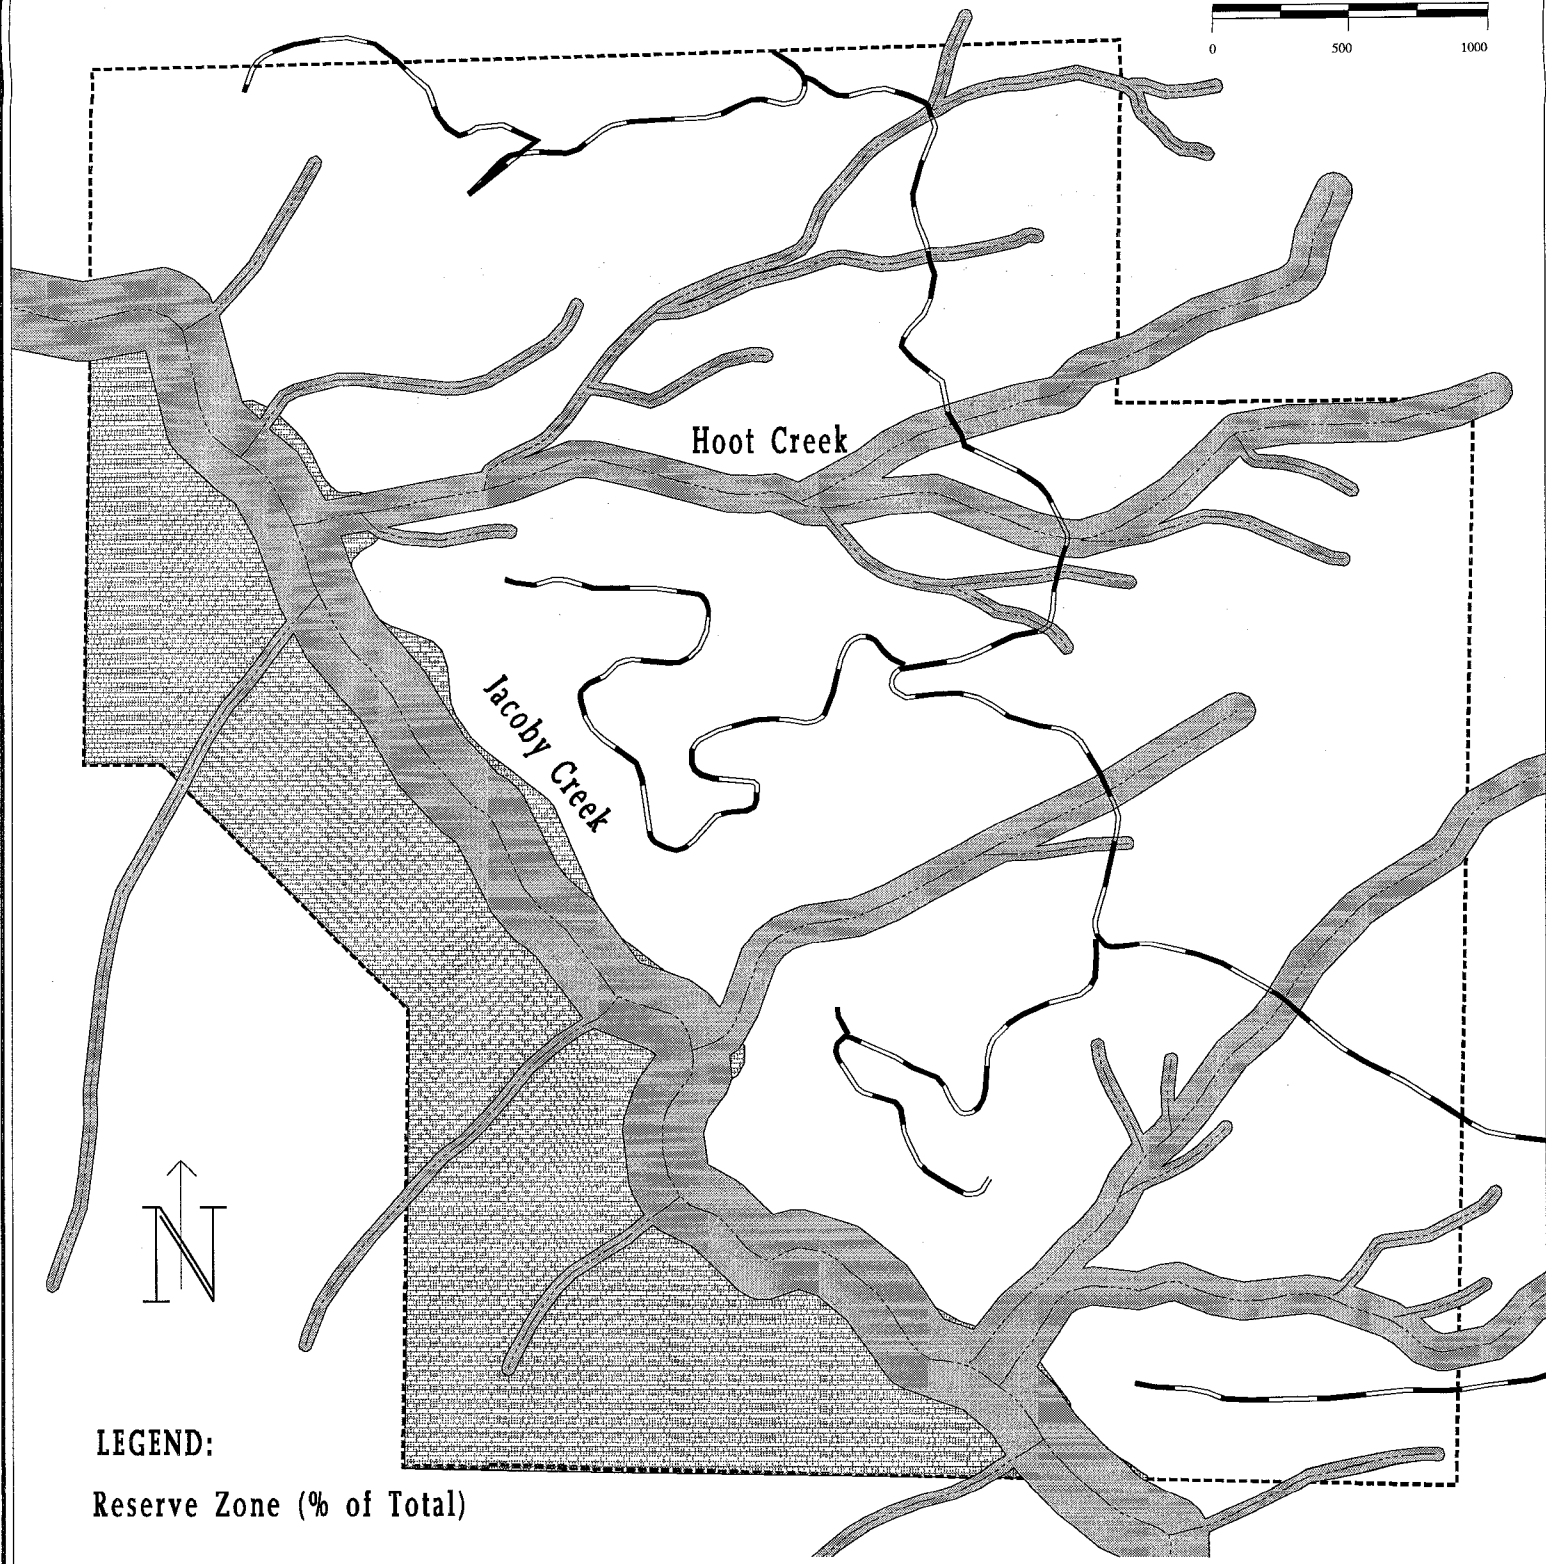 0 500 1000
Hoot Creek
Jacoby Creek
N
LEGEND:
Reserve Zone (% of Total)